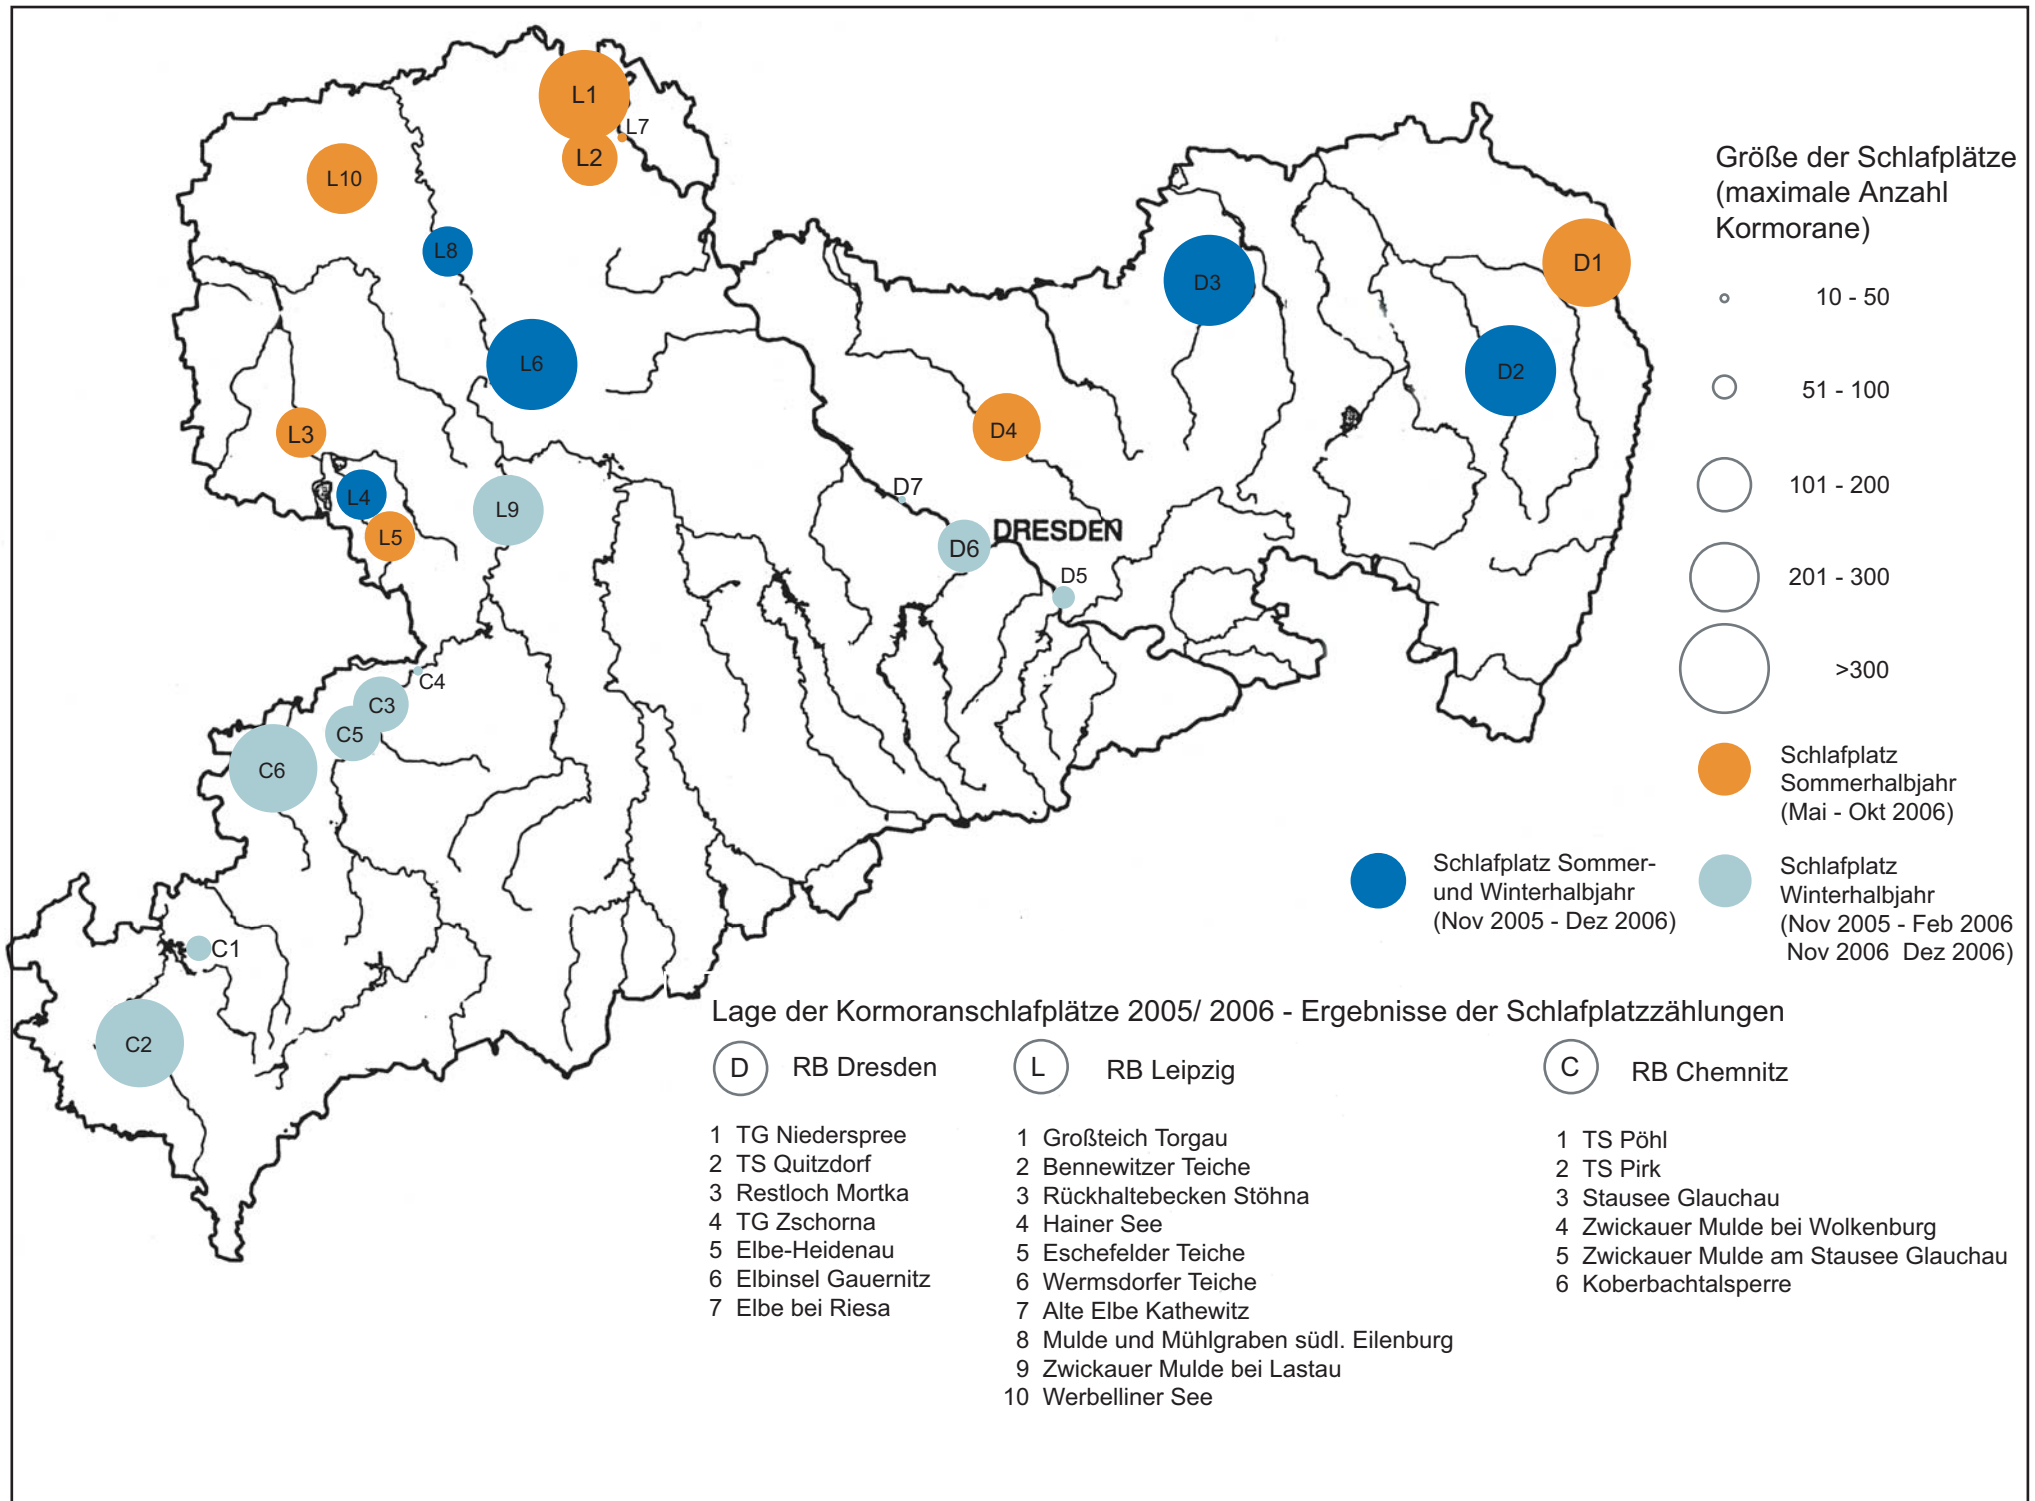 L1
L7
L2
L10
L8
L6
L3
L4
L5
L9
D3
D1
D2
D4
D7
D6
DRESDEN
D5
C4
C3
C5
C6
C1
C2
Größe der Schlafplätze
(maximale Anzahl
Kormorane)
10 - 50
51 - 100
101 - 200
201 - 300
>300
Schlafplatz
Sommerhalbjahr
(Mai - Okt 2006)
Schlafplatz Sommer-
und Winterhalbjahr
(Nov 2005 - Dez 2006)
Schlafplatz
Winterhalbjahr
(Nov 2005 - Feb 2006
Nov 2006 Dez 2006)
Lage der Kormoranschlafplätze 2005/ 2006 - Ergebnisse der Schlafplatzzählungen
D RB Dresden
1 TG Niederspree
2 TS Quitzdorf
3 Restloch Mortka
4 TG Zschorna
5 Elbe-Heidenau
6 Elbinsel Gauernitz
7 Elbe bei Riesa
L RB Leipzig
1 Großteich Torgau
2 Bennewitzer Teiche
3 Rückhaltebecken Stöhna
4 Hainer See
5 Eschefelder Teiche
6 Wermsdorfer Teiche
7 Alte Elbe Kathewitz
8 Mulde und Mühlgraben südl. Eilenburg
9 Zwickauer Mulde bei Lastau
10 Werbelliner See
C RB Chemnitz
1 TS Pöhl
2 TS Pirk
3 Stausee Glauchau
4 Zwickauer Mulde bei Wolkenburg
5 Zwickauer Mulde am Stausee Glauchau
6 Koberbachtalsperre